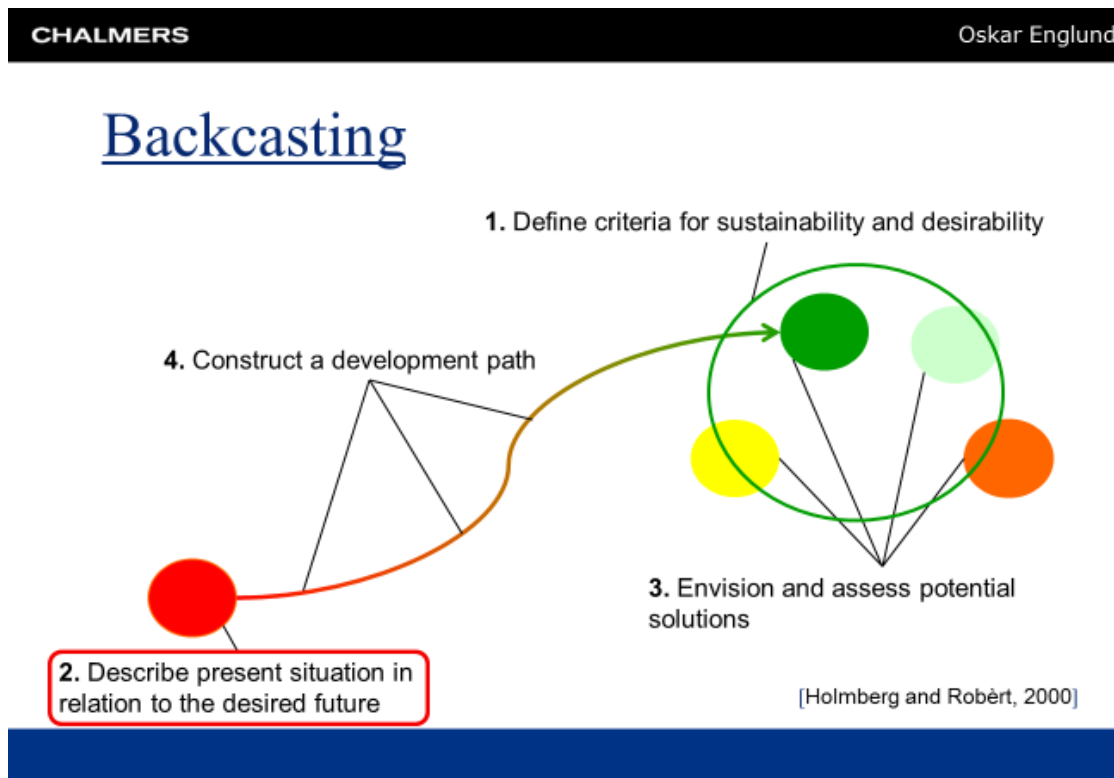 CHALMERS
Oskar Englund
Backcasting
1. Define criteria for sustainability and desirability
4. Construct a development path
3. Envision and assess potential
solutions
2. Describe present situation in
relation to the desired future
[Holmberg and Robèrt, 2000]